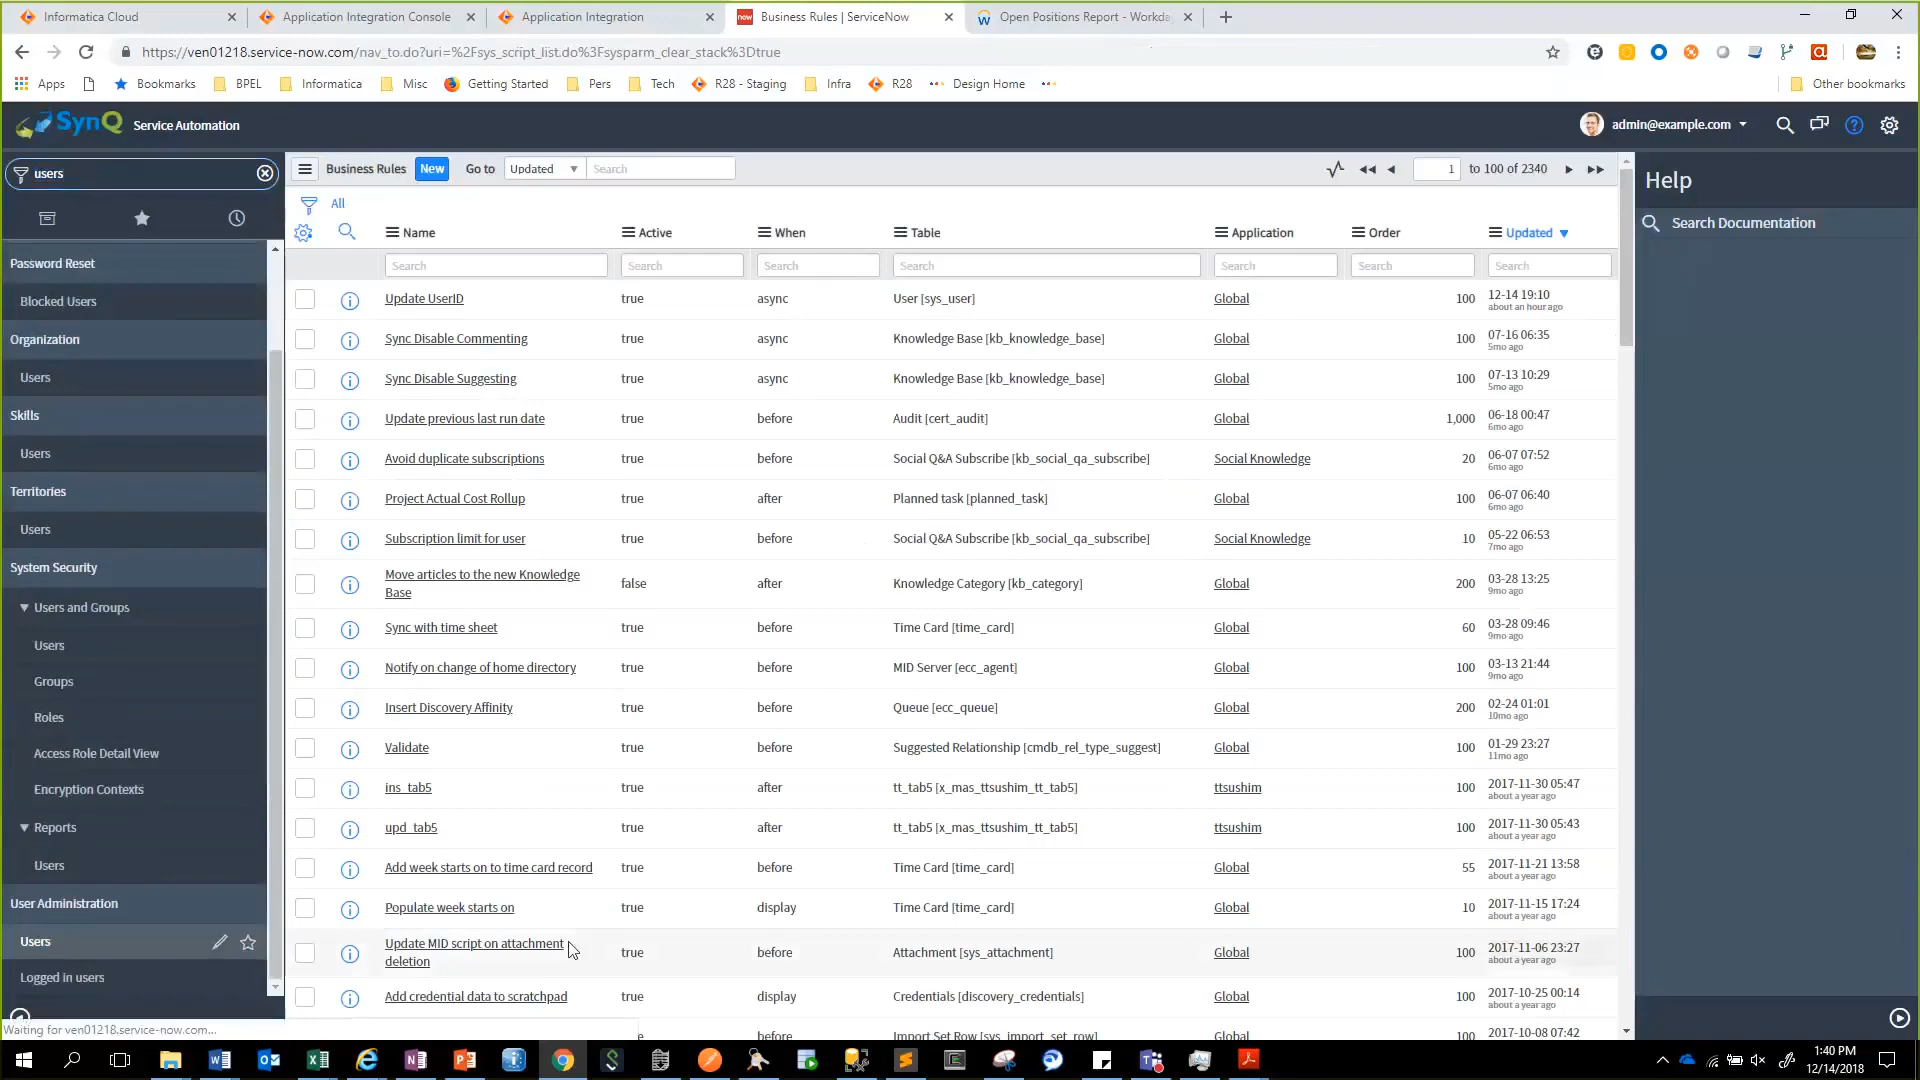 Informatica Cloud
Application Integration Console
Application Integration
now Business Rules | ServiceNow
Open Positions Report - Workda
https://ven01218.service-now.com/nav_to.do?uri=%2Fsys_script_list.do%3Fsysparm_clear_stack%3Dtrue
Apps
Bookmarks
BPEL
Informatica
Misc
Getting Started
Pers
Tech
R28 - Staging
Infra
R28
Design Home
Other bookmarks
SynQ Service Automation
admin@example.com
users
Business Rules New Go to Updated Search
1 to 100 of 2340
Help
Search Documentation
All
Name Active When Table Application Order Updated
Search Search Search Search Search Search Search
Password Reset
Blocked Users
Organization
Users
Skills
Users
Territories
Users
System Security
Users and Groups
Users
Groups
Roles
Access Role Detail View
Encryption Contexts
Reports
Users
User Administration
Users
Logged in users
Update UserID true async User [sys_user] Global 100 12-14 19:10
about an hour ago
Sync Disable Commenting true async Knowledge Base [kb_knowledge_base] Global 100 07-16 06:35
5mo ago
Sync Disable Suggesting true async Knowledge Base [kb_knowledge_base] Global 100 07-13 10:29
5mo ago
Update previous last run date true before Audit [cert_audit] Global 1,000 06-18 00:47
6mo ago
Avoid duplicate subscriptions true before Social Q&A Subscribe [kb_social_qa_subscribe] Social Knowledge 20 06-07 07:52
6mo ago
Project Actual Cost Rollup true after Planned task [planned_task] Global 100 06-07 06:40
6mo ago
Subscription limit for user true before Social Q&A Subscribe [kb_social_qa_subscribe] Social Knowledge 10 05-22 06:53
7mo ago
Move articles to the new Knowledge
Base false after Knowledge Category [kb_category] Global 200 03-28 13:25
9mo ago
Sync with time sheet true before Time Card [time_card] Global 60 03-28 09:46
9mo ago
Notify on change of home directory true before MID Server [ecc_agent] Global 100 03-13 21:44
9mo ago
Insert Discovery Affinity true before Queue [ecc_queue] Global 200 02-24 01:01
10mo ago
Validate true before Suggested Relationship [cmdb_rel_type_suggest] Global 100 01-29 23:27
11mo ago
ins_tab5 true after tt_tab5 [x_mas_ttsushim_tt_tab5] ttsushim 100 2017-11-30 05:47
about a year ago
upd_tab5 true after tt_tab5 [x_mas_ttsushim_tt_tab5] ttsushim 100 2017-11-30 05:43
about a year ago
Add week starts on to time card record true before Time Card [time_card] Global 55 2017-11-21 13:58
about a year ago
Populate week starts on true display Time Card [time_card] Global 10 2017-11-15 17:24
about a year ago
Update MID script on attachment
deletion true before Attachment [sys_attachment] Global 100 2017-11-06 23:27
about a year ago
Add credential data to scratchpad true display Credentials [discovery_credentials] Global 100 2017-10-25 00:14
about a year ago
before Import Set Row [sys_import_set_row] Global 100 2017-10-08 07:42
Waiting for ven01218.service-now.com...
1:40 PM
12/14/2018